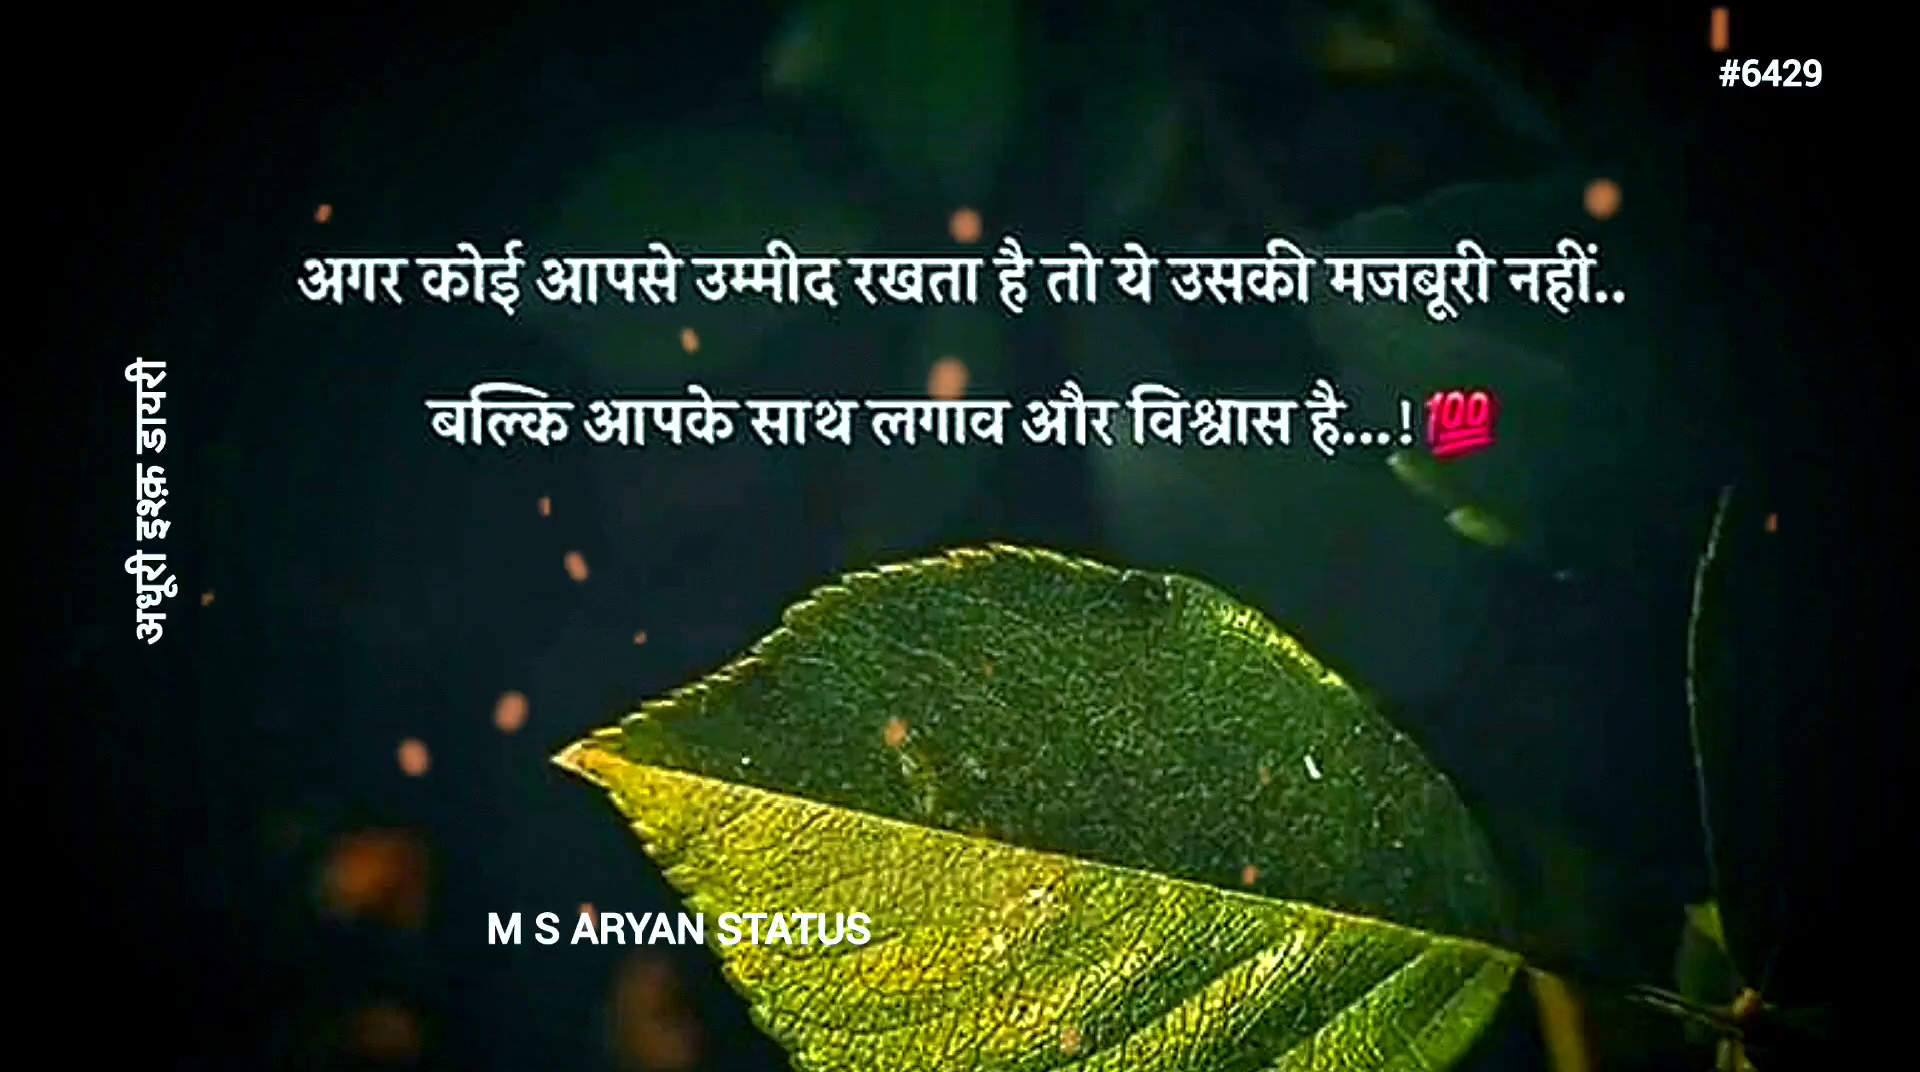 #6429
अगर कोई आपसे उम्मीद रखता है तो ये उसकी मजबूरी नहीं..
बल्कि आपके साथ लगाव और विश्वास है...! 💯
अधूरी इश्क़ डायरी
M S ARYAN STATUS